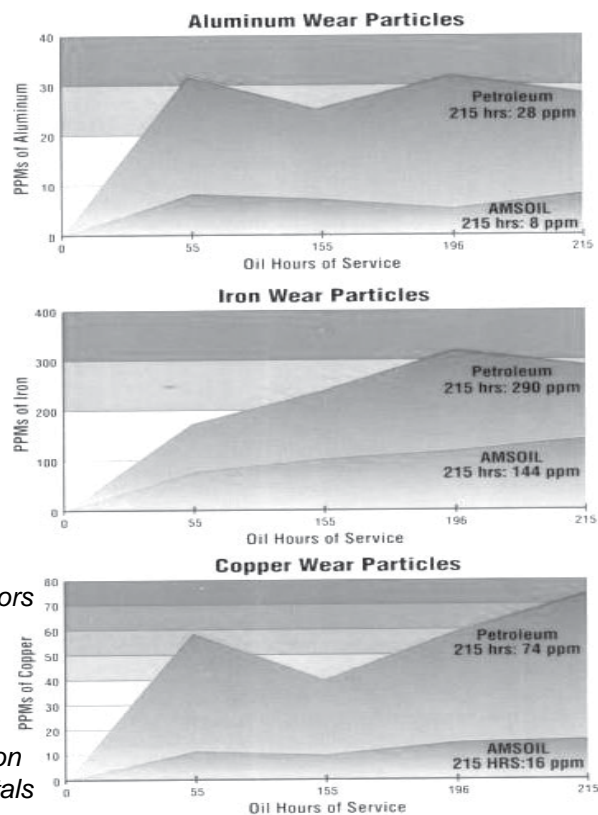 Aluminum Wear Particles
PPMs of Aluminum
40
30
20
10
0
Petroleum
215 hrs: 28 ppm
AMSOIL
215 hrs: 8 ppm
0 55 155 196 215
Oil Hours of Service
Iron Wear Particles
PPMs of Iron
400
300
200
100
0
Petroleum
215 hrs: 290 ppm
AMSOIL
215 hrs: 144 ppm
0 55 155 196 215
Oil Hours of Service
Copper Wear Particles
ors
on
tals
PPMs of Copper
80
70
60
50
40
30
20
10
0
Petroleum
215 hrs: 74 ppm
AMSOIL
215 HRS:16 ppm
0 55 155 196 215
Oil Hours of Service